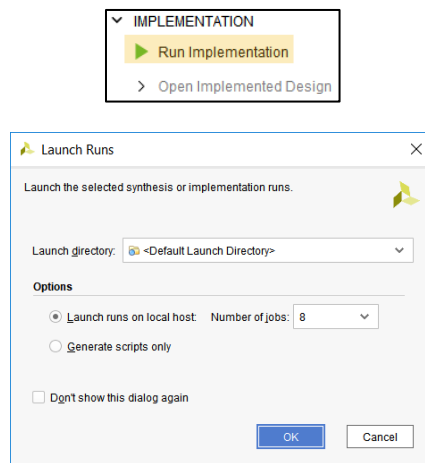 IMPLEMENTATION
Run Implementation
Open Implemented Design
Launch Runs
Launch the selected synthesis or implementation runs.
Launch directory: <Default Launch Directory>
Options
Launch runs on local host: Number of jobs: 8
Generate scripts only
Don't show this dialog again
OK Cancel